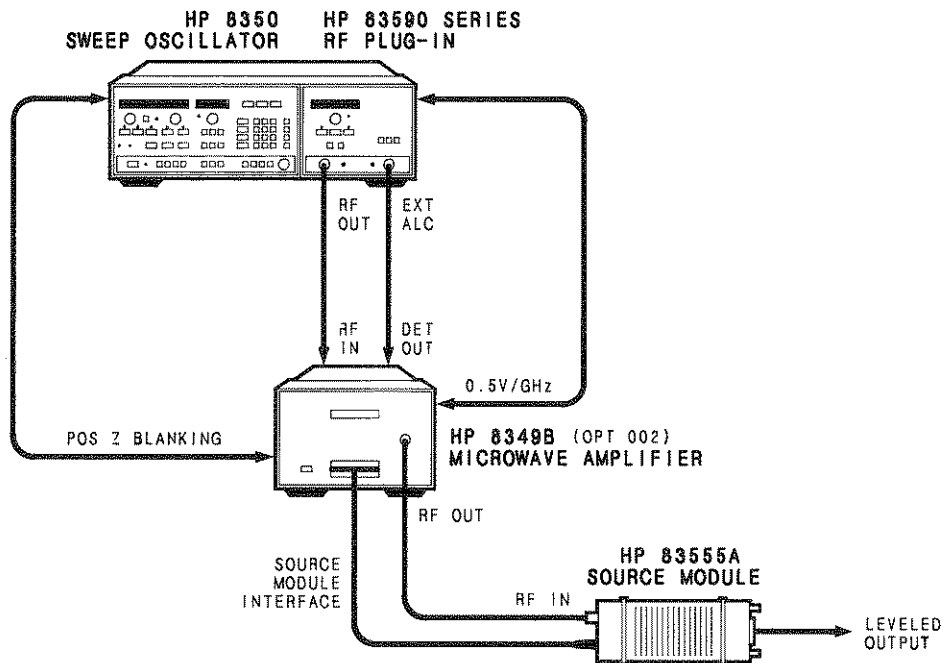 HP 8350
SWEEP OSCILLATOR
HP 83590 SERIES
RF PLUG-IN
RF
OUT
EXT
ALC
RF
IN
DET
OUT
0.5V/GHz
POS Z BLANKING
HP 8349B (OPT 002)
MICROWAVE AMPLIFIER
RF OUT
SOURCE
MODULE
INTERFACE
HP 83555A
SOURCE MODULE
RF IN
LEVELED
OUTPUT